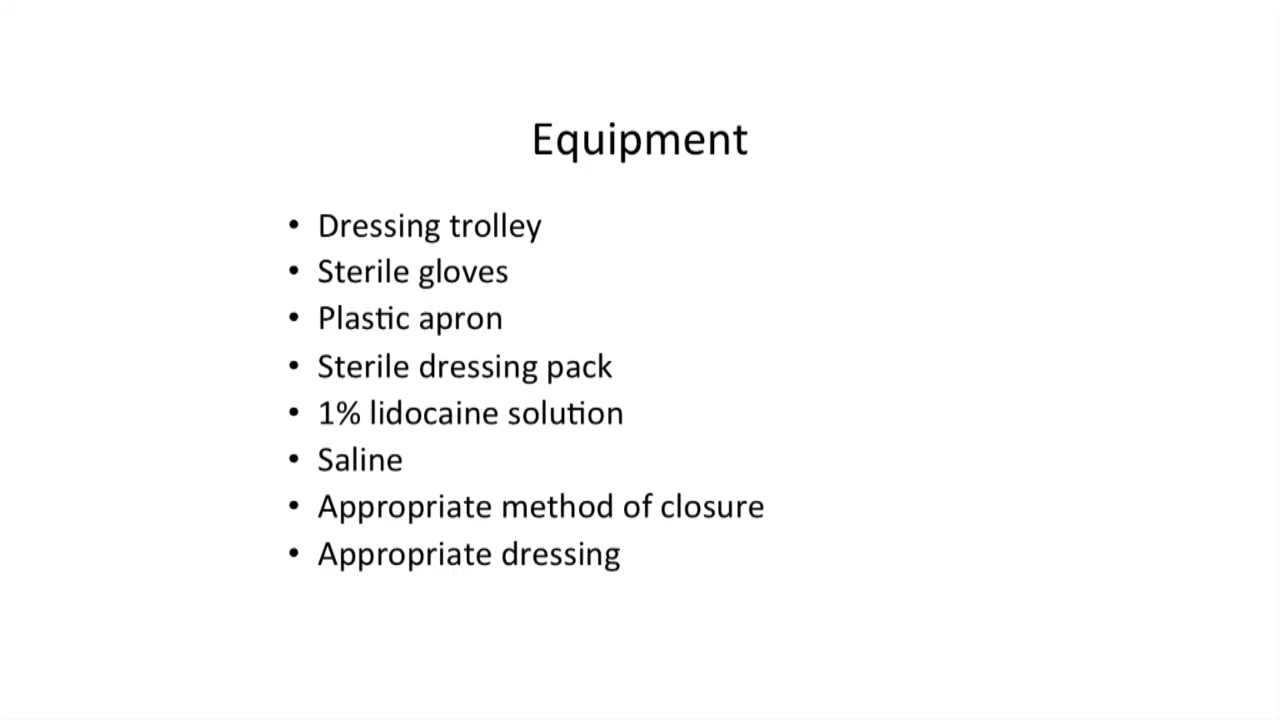 Equipment
• Dressing trolley
• Sterile gloves
• Plastic apron
• Sterile dressing pack
• 1% lidocaine solution
• Saline
• Appropriate method of closure
• Appropriate dressing